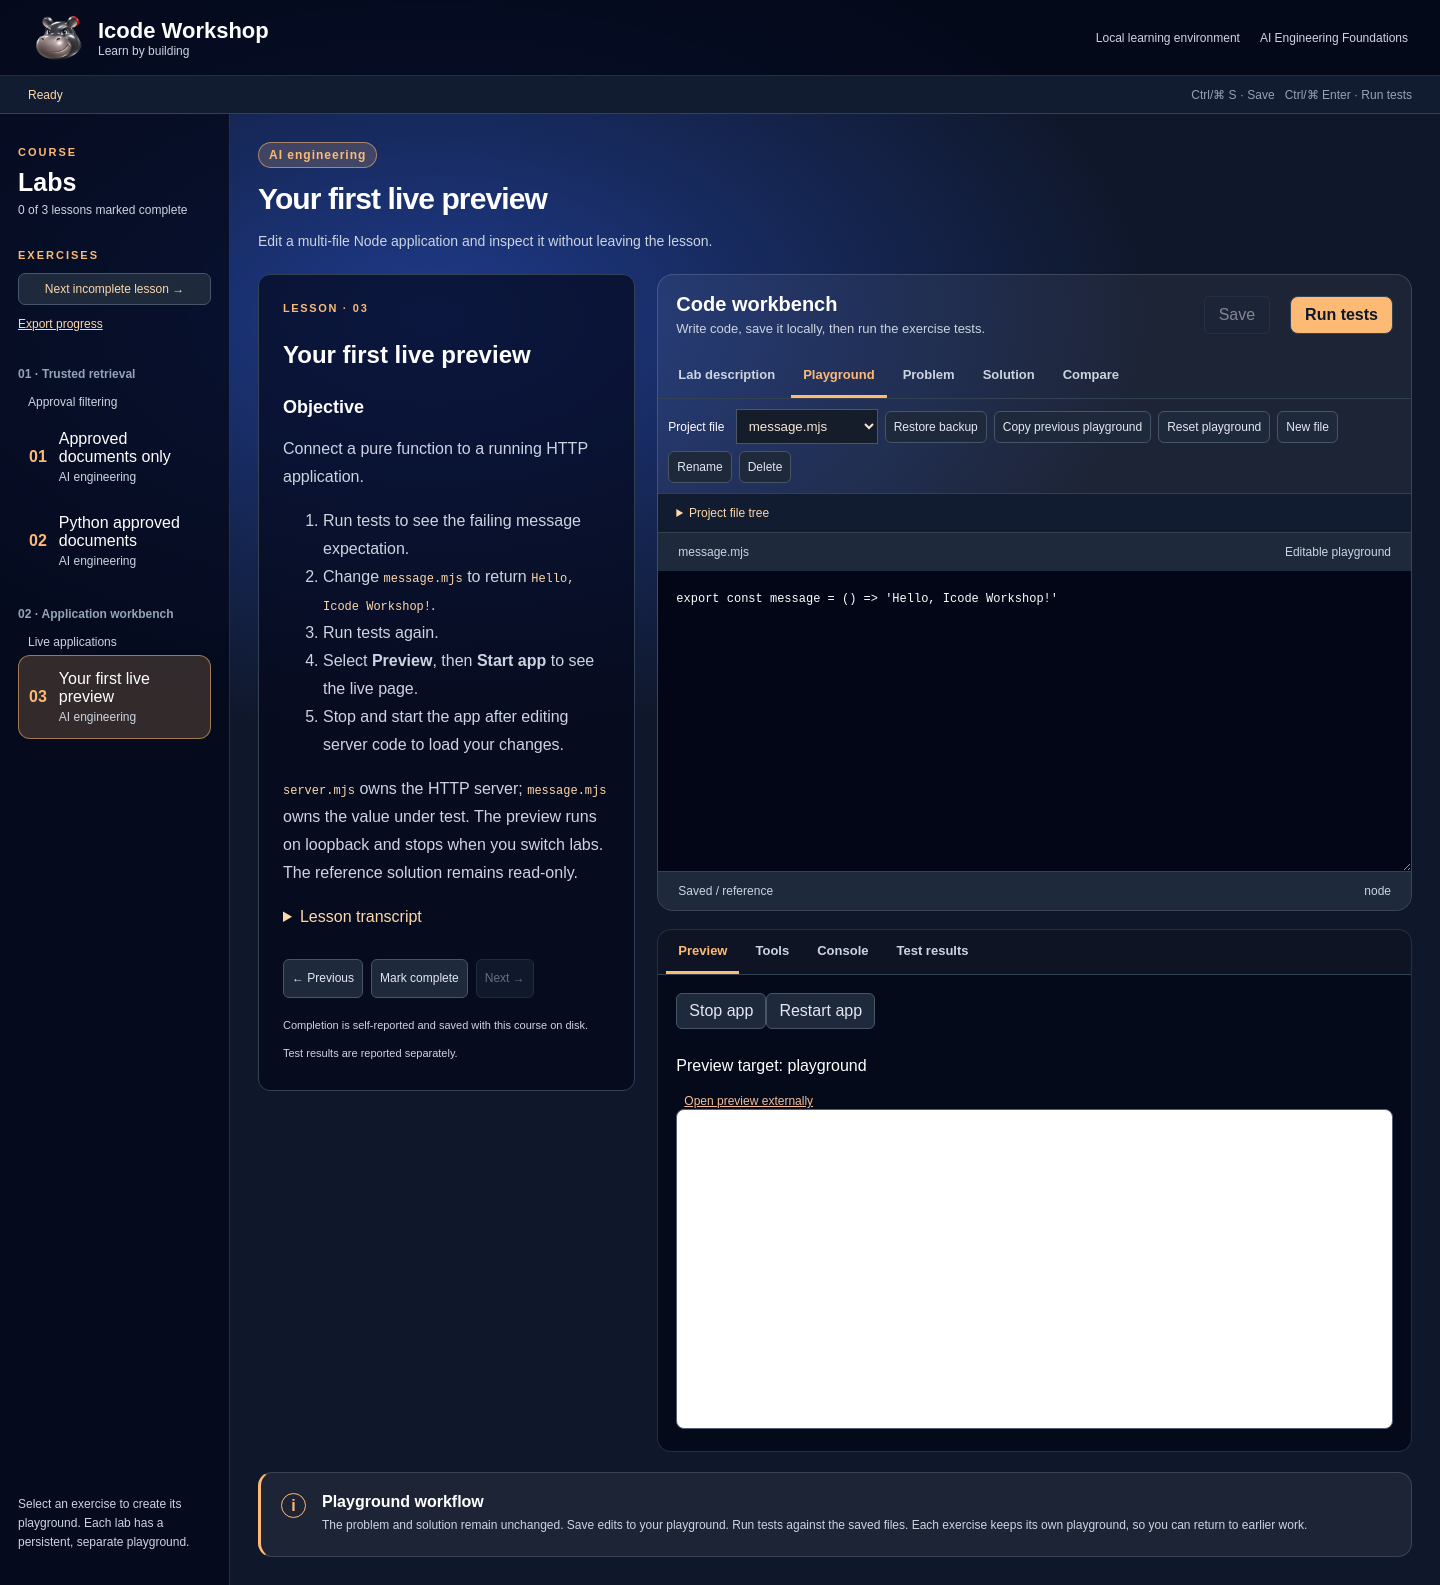 Icode Workshop
Learn by building
Local learning environment
AI Engineering Foundations
Ready
Ctrl/⌘ S · Save
Ctrl/⌘ Enter · Run tests
COURSE
Labs
0 of 3 lessons marked complete
EXERCISES
Next incomplete lesson →
Export progress
01 · Trusted retrieval
Approval filtering
01
Approved
documents only
AI engineering
02
Python approved
documents
AI engineering
02 · Application workbench
Live applications
03
Your first live
preview
AI engineering
Select an exercise to create its
playground. Each lab has a
persistent, separate playground.
AI engineering
Your first live preview
Edit a multi-file Node application and inspect it without leaving the lesson.
LESSON · 03
Your first live preview
Objective
Connect a pure function to a running HTTP
application.
1. Run tests to see the failing message
expectation.
2. Change message.mjs to return Hello,
Icode Workshop!.
3. Run tests again.
4. Select Preview, then Start app to see
the live page.
5. Stop and start the app after editing
server code to load your changes.
server.mjs owns the HTTP server; message.mjs
owns the value under test. The preview runs
on loopback and stops when you switch labs.
The reference solution remains read-only.
▶ Lesson transcript
← Previous
Mark complete
Next →
Completion is self-reported and saved with this course on disk.
Test results are reported separately.
Code workbench
Write code, save it locally, then run the exercise tests.
Save
Run tests
Lab description
Playground
Problem
Solution
Compare
Project file
message.mjs
Restore backup
Copy previous playground
Reset playground
New file
Rename
Delete
▶ Project file tree
message.mjs
Editable playground
export const message = () => 'Hello, Icode Workshop!'
Saved / reference
node
Preview
Tools
Console
Test results
Stop app
Restart app
Preview target: playground
Open preview externally
i
Playground workflow
The problem and solution remain unchanged. Save edits to your playground. Run tests against the saved files. Each exercise keeps its own playground, so you can return to earlier work.